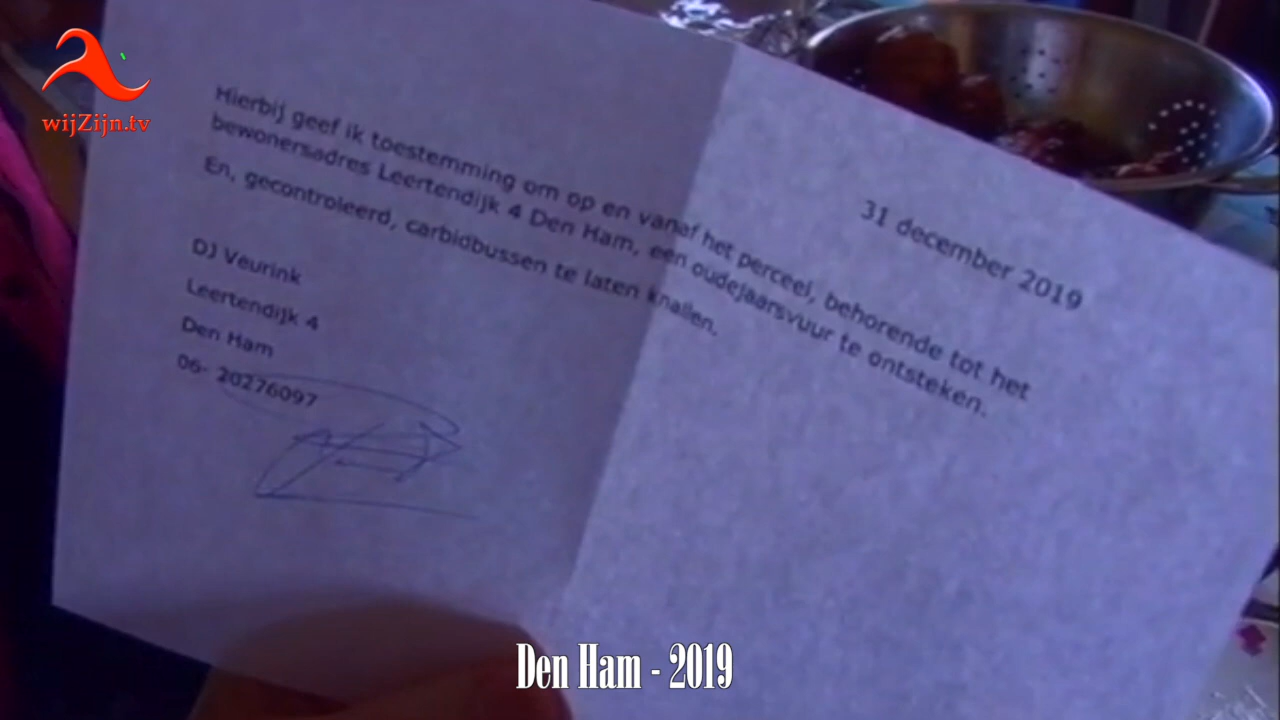 wijZijn.tv
31 december 2019
Hierbij geef ik toestemming om op en vanaf het perceel, behorende tot het
bewonersadres Leertendijk 4 Den Ham, een oudejaarsvuur te ontsteken.
En, gecontroleerd, carbidbussen te laten knallen.
DJ Veurink
Leertendijk 4
Den Ham
06- 20276097
Den Ham - 2019